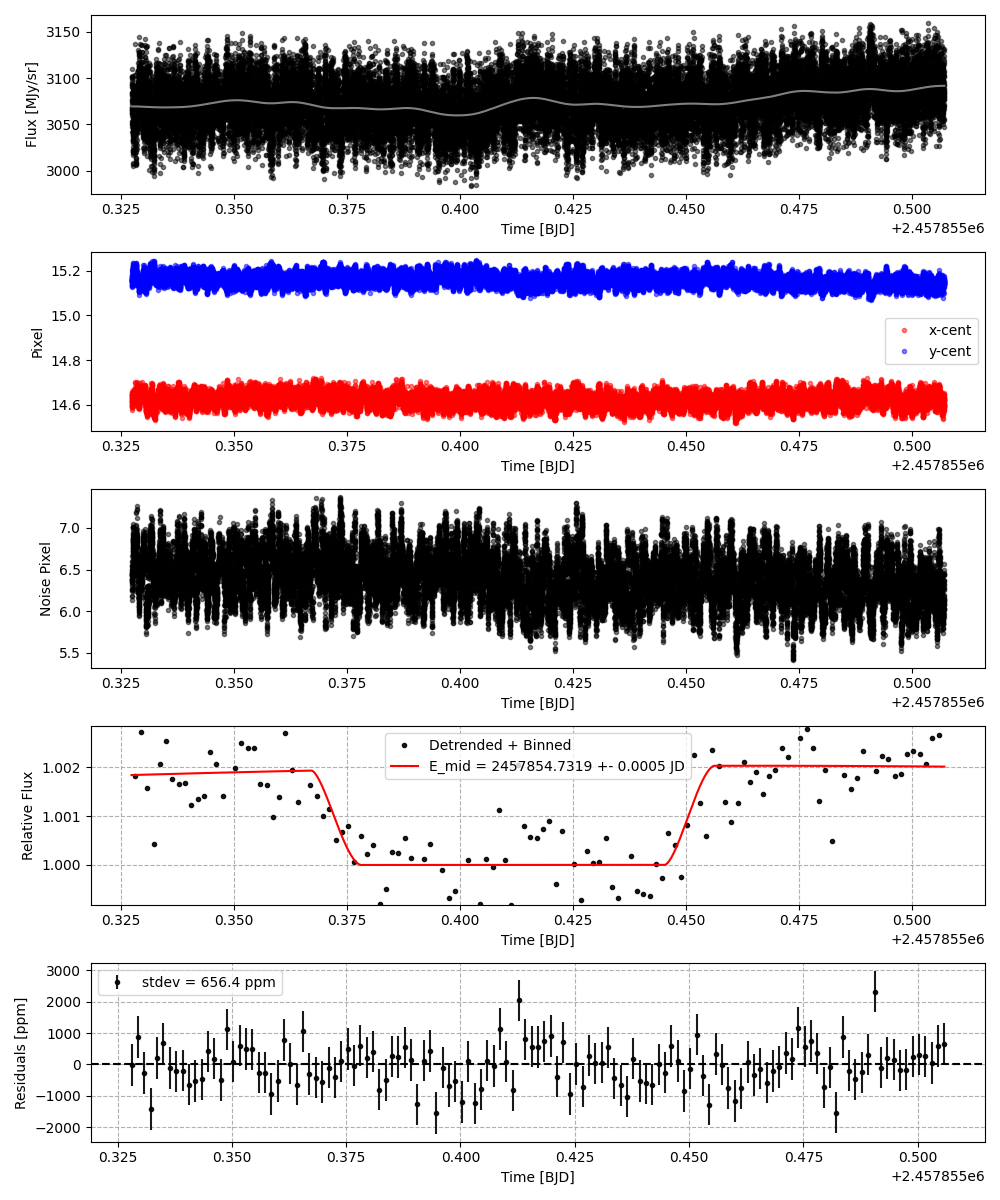 3150
3100
3050
3000
Flux [MJy/sr]
0.325 0.350 0.375 0.400 0.425 0.450 0.475 0.500
Time [BJD]
+2.457855e6
15.2
15.0
14.8
14.6
Pixel
x-cent
y-cent
0.325 0.350 0.375 0.400 0.425 0.450 0.475 0.500
Time [BJD]
+2.457855e6
7.0
6.5
6.0
5.5
Noise Pixel
0.325 0.350 0.375 0.400 0.425 0.450 0.475 0.500
Time [BJD]
+2.457855e6
1.002
1.001
1.000
Relative Flux
Detrended + Binned
E_mid = 2457854.7319 +- 0.0005 JD
0.325 0.350 0.375 0.400 0.425 0.450 0.475 0.500
Time [BJD]
+2.457855e6
3000
2000
1000
0
−1000
−2000
Residuals [ppm]
stdev = 656.4 ppm
0.325 0.350 0.375 0.400 0.425 0.450 0.475 0.500
Time [BJD]
+2.457855e6